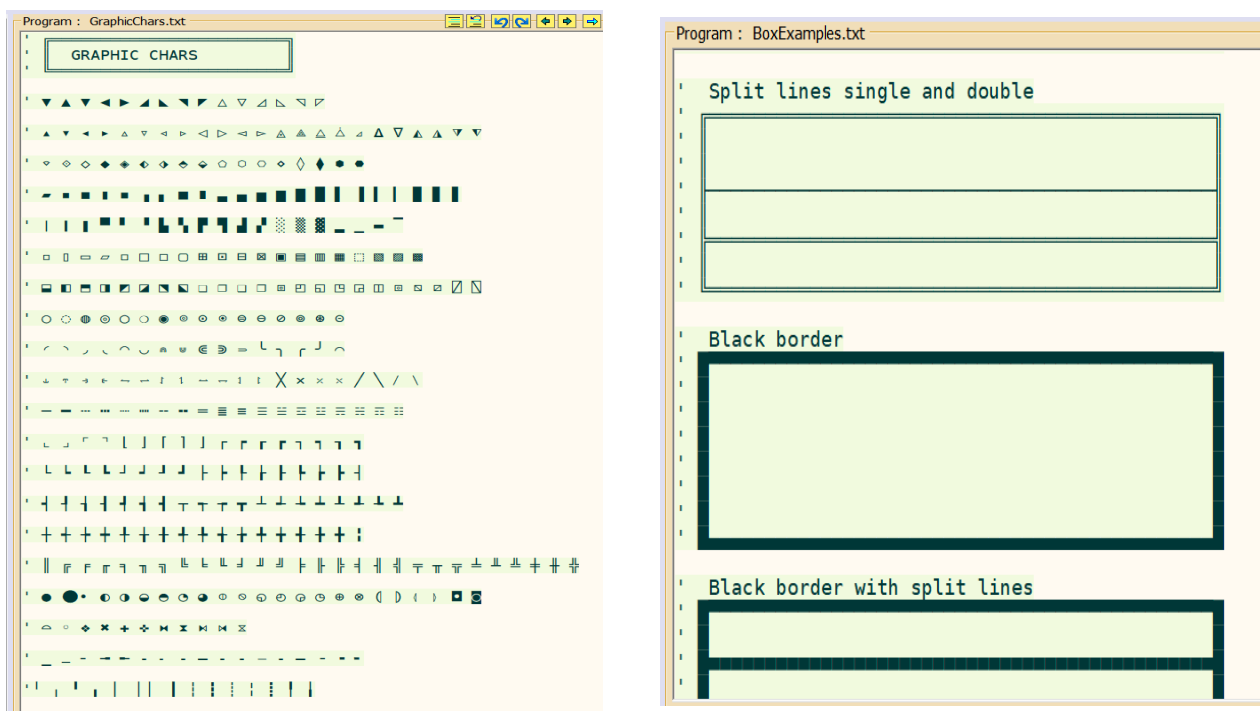 Program : GraphicChars.txt
GRAPHIC CHARS
Program : BoxExamples.txt
Split lines single and double
Black border
Black border with split lines